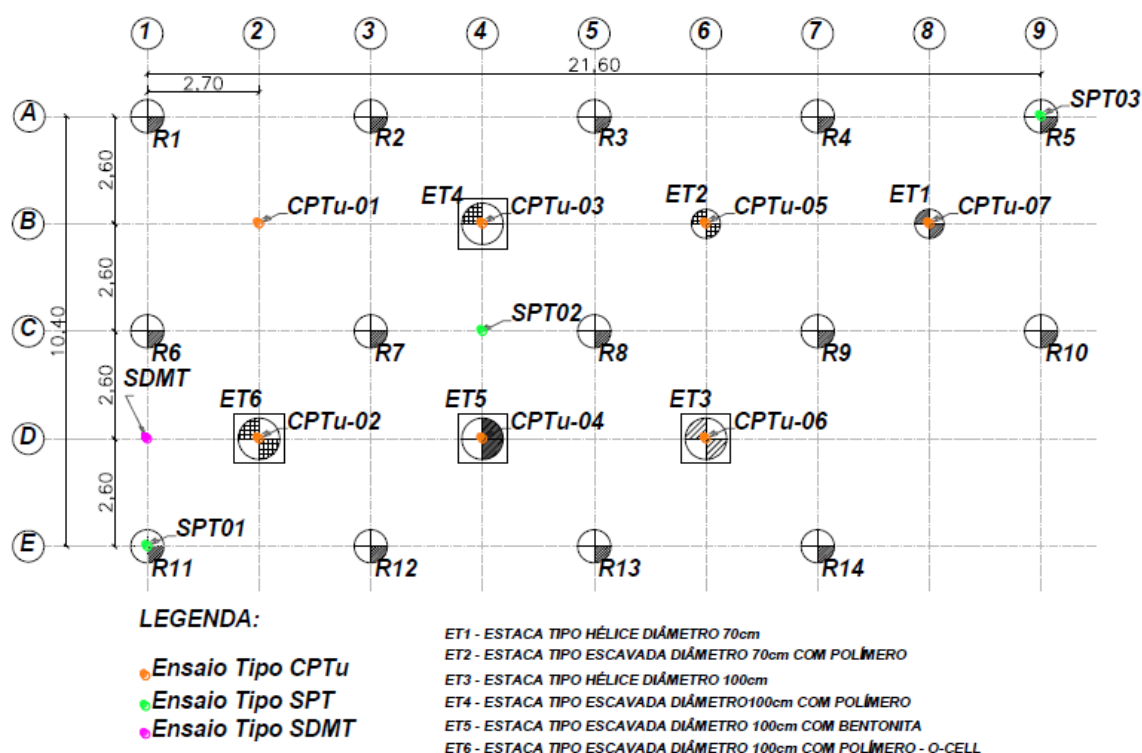 1 2 3 4 5 6 7 8 9
21,60
2,70
A
SPT03
R1 R2 R3 R4 R5
2,60
ET4 ET2 ET1
B
CPTu-01 CPTu-03 CPTu-05 CPTu-07
2,60
10,40
C
SPT02
R6 R7 R8 R9 R10
SDMT
2,60
ET6 ET5 ET3
D
CPTu-02 CPTu-04 CPTu-06
2,60
SPT01
E
R11 R12 R13 R14
LEGENDA:
Ensaio Tipo CPTu
Ensaio Tipo SPT
Ensaio Tipo SDMT
ET1 - ESTACA TIPO HÉLICE DIÂMETRO 70cm
ET2 - ESTACA TIPO ESCAVADA DIÂMETRO 70cm COM POLÍMERO
ET3 - ESTACA TIPO HÉLICE DIÂMETRO 100cm
ET4 - ESTACA TIPO ESCAVADA DIÂMETRO100cm COM POLÍMERO
ET5 - ESTACA TIPO ESCAVADA DIÂMETRO 100cm COM BENTONITA
ET6 - ESTACA TIPO ESCAVADA DIÂMETRO 100cm COM POLÍMERO - O-CELL